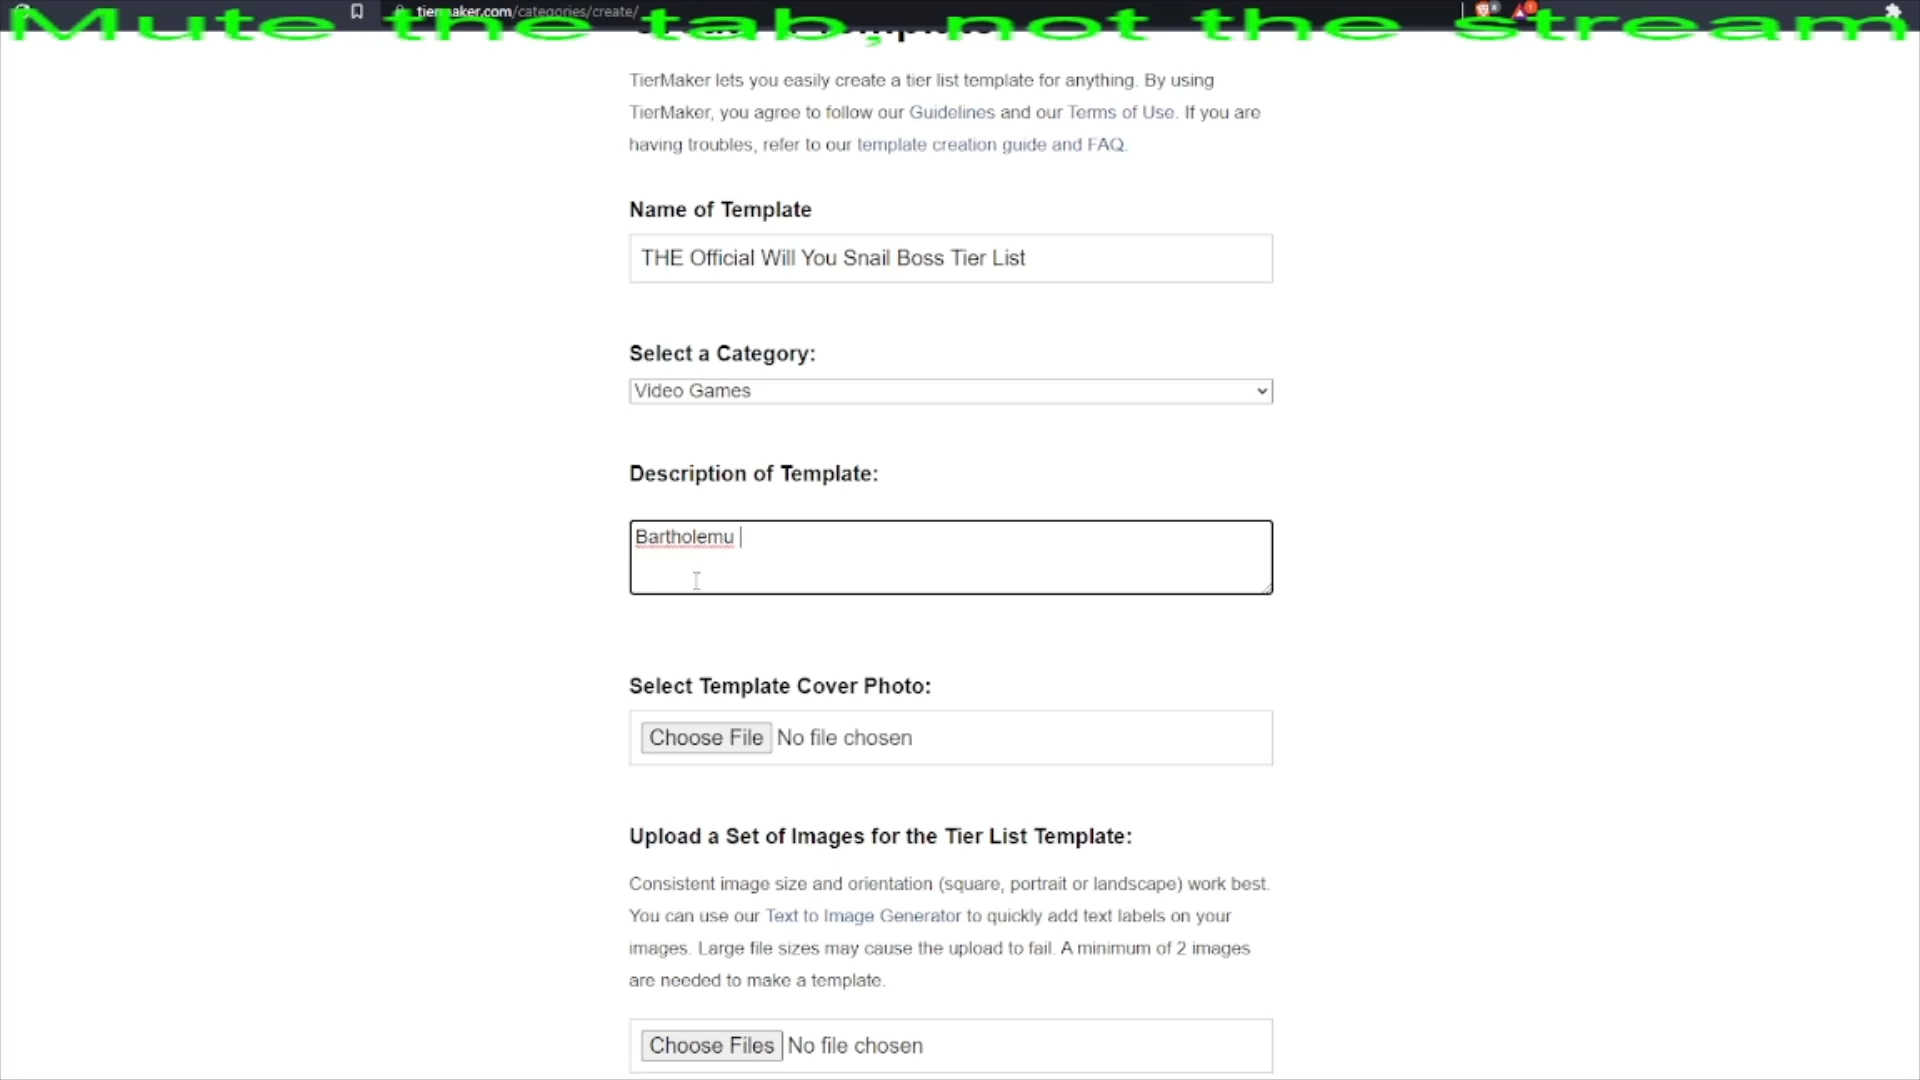 tiermaker.com/categories/create/
Mute the tab, not the stream
TierMaker lets you easily create a tier list template for anything. By using
TierMaker, you agree to follow our Guidelines and our Terms of Use. If you are
having troubles, refer to our template creation guide and FAQ.
Name of Template
THE Official Will You Snail Boss Tier List
Select a Category:
Video Games
Description of Template:
Bartholemu
Select Template Cover Photo:
Choose File No file chosen
Upload a Set of Images for the Tier List Template:
Consistent image size and orientation (square, portrait or landscape) work best.
You can use our Text to Image Generator to quickly add text labels on your
images. Large file sizes may cause the upload to fail. A minimum of 2 images
are needed to make a template.
Choose Files No file chosen